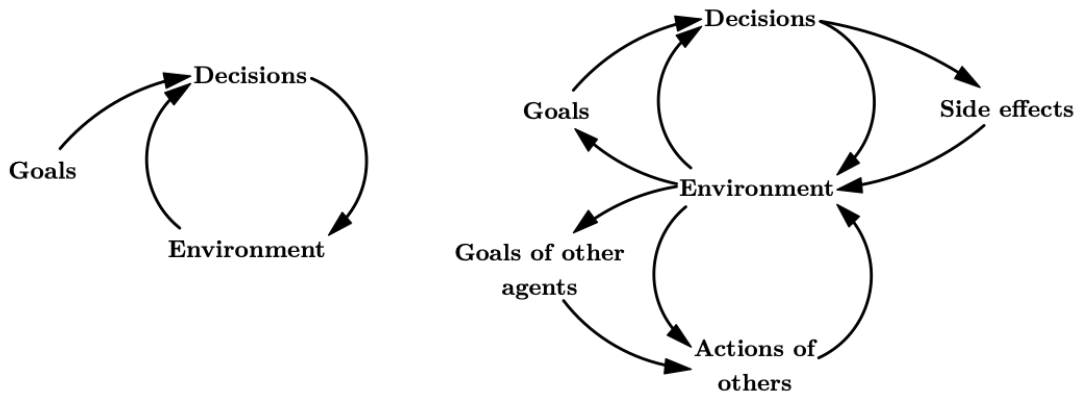 Decisions
Goals
Environment
Decisions
Goals
Side effects
Environment
Goals of other
agents
Actions of
others